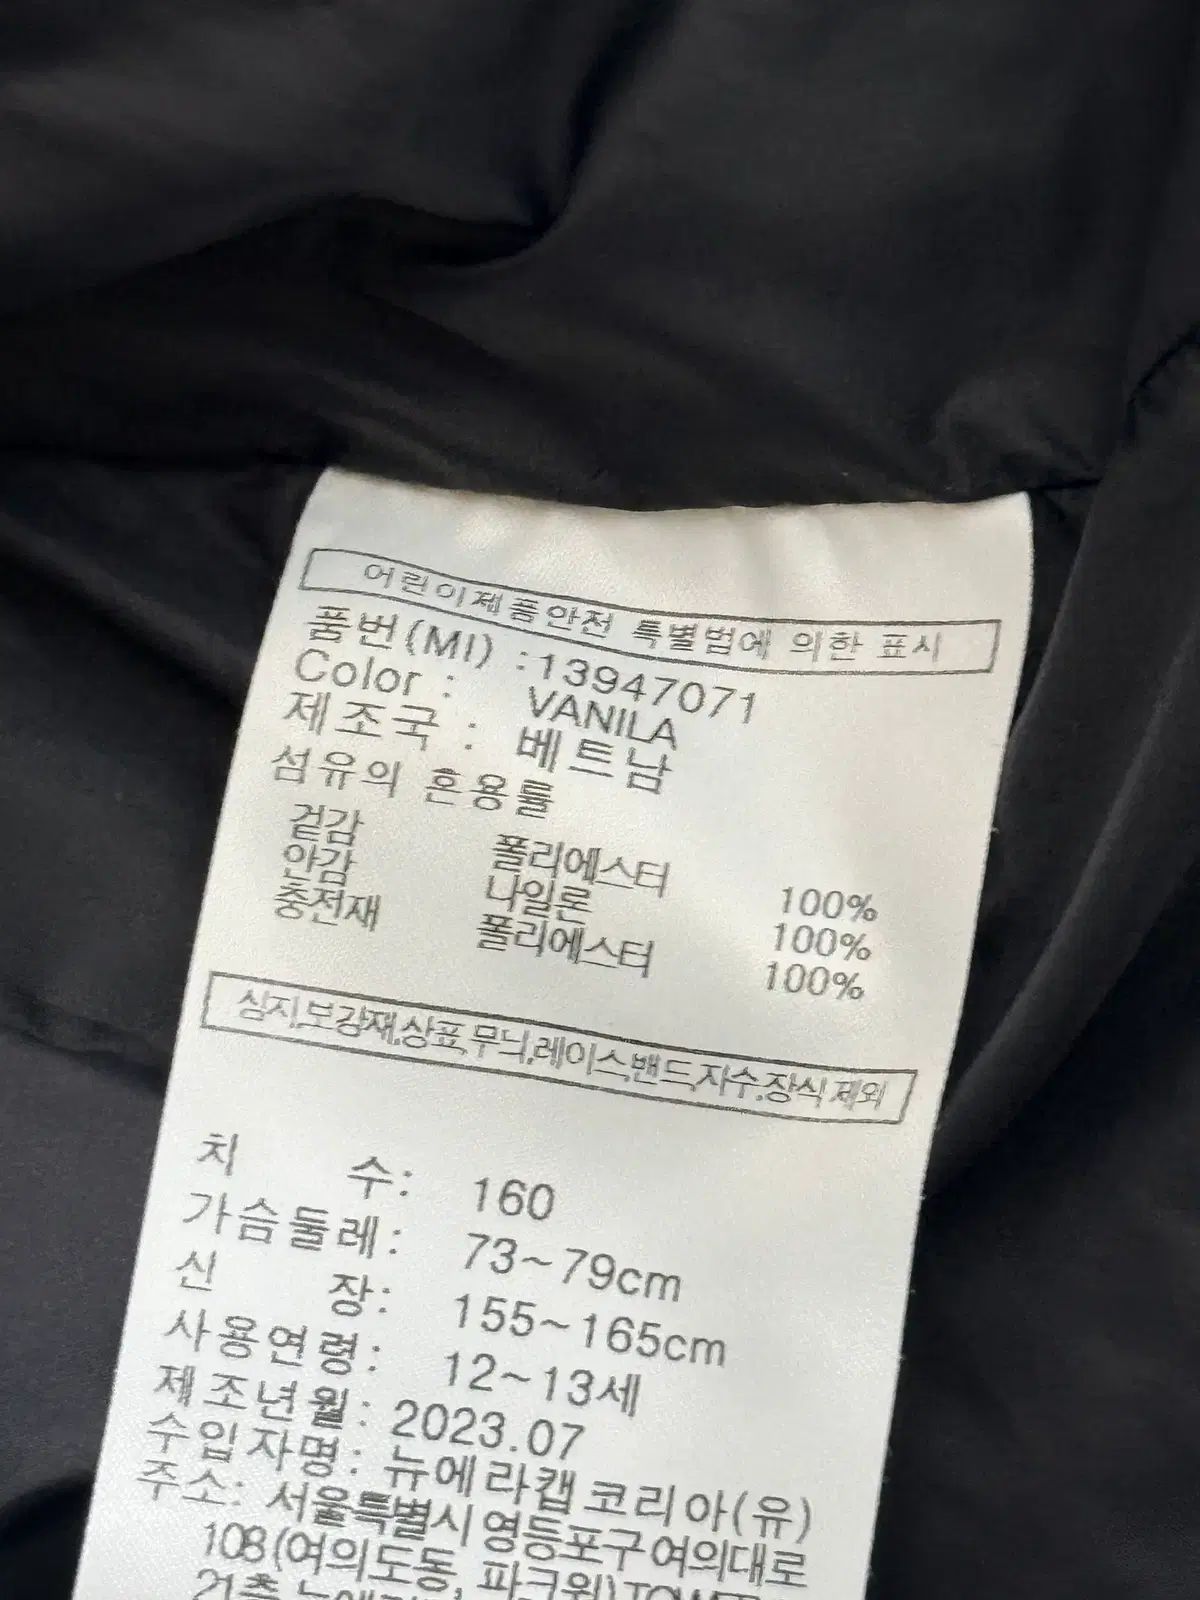 어린이제품안전 특별법에 의한 표시
품번(MI) :13947071
Color : VANILA
제조국 : 베트남
섬유의 혼용률
겉감 폴리에스터 100%
안감 나일론 100%
충전재 폴리에스터 100%
심지,보강재,상표,무늬,레이스,밴드,자수,장식 제외
치 수: 160
가슴둘레: 73~79cm
신 장: 155~165cm
사용연령: 12~13세
제조년월: 2023.07
수입자명: 뉴에라캡코리아(유)
주소: 서울특별시 영등포구 여의대로
108(여의도동, 파크원)
21층